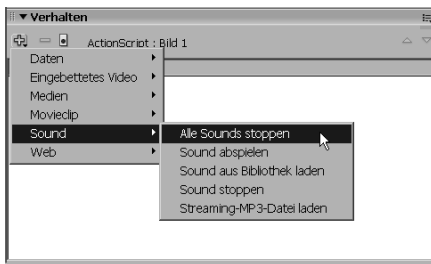 Verhalten
ActionScript : Bild 1
Daten
Eingebettetes Video
Medien
Movieclip
Sound
Web
Alle Sounds stoppen
Sound abspielen
Sound aus Bibliothek laden
Sound stoppen
Streaming-MP3-Datei laden